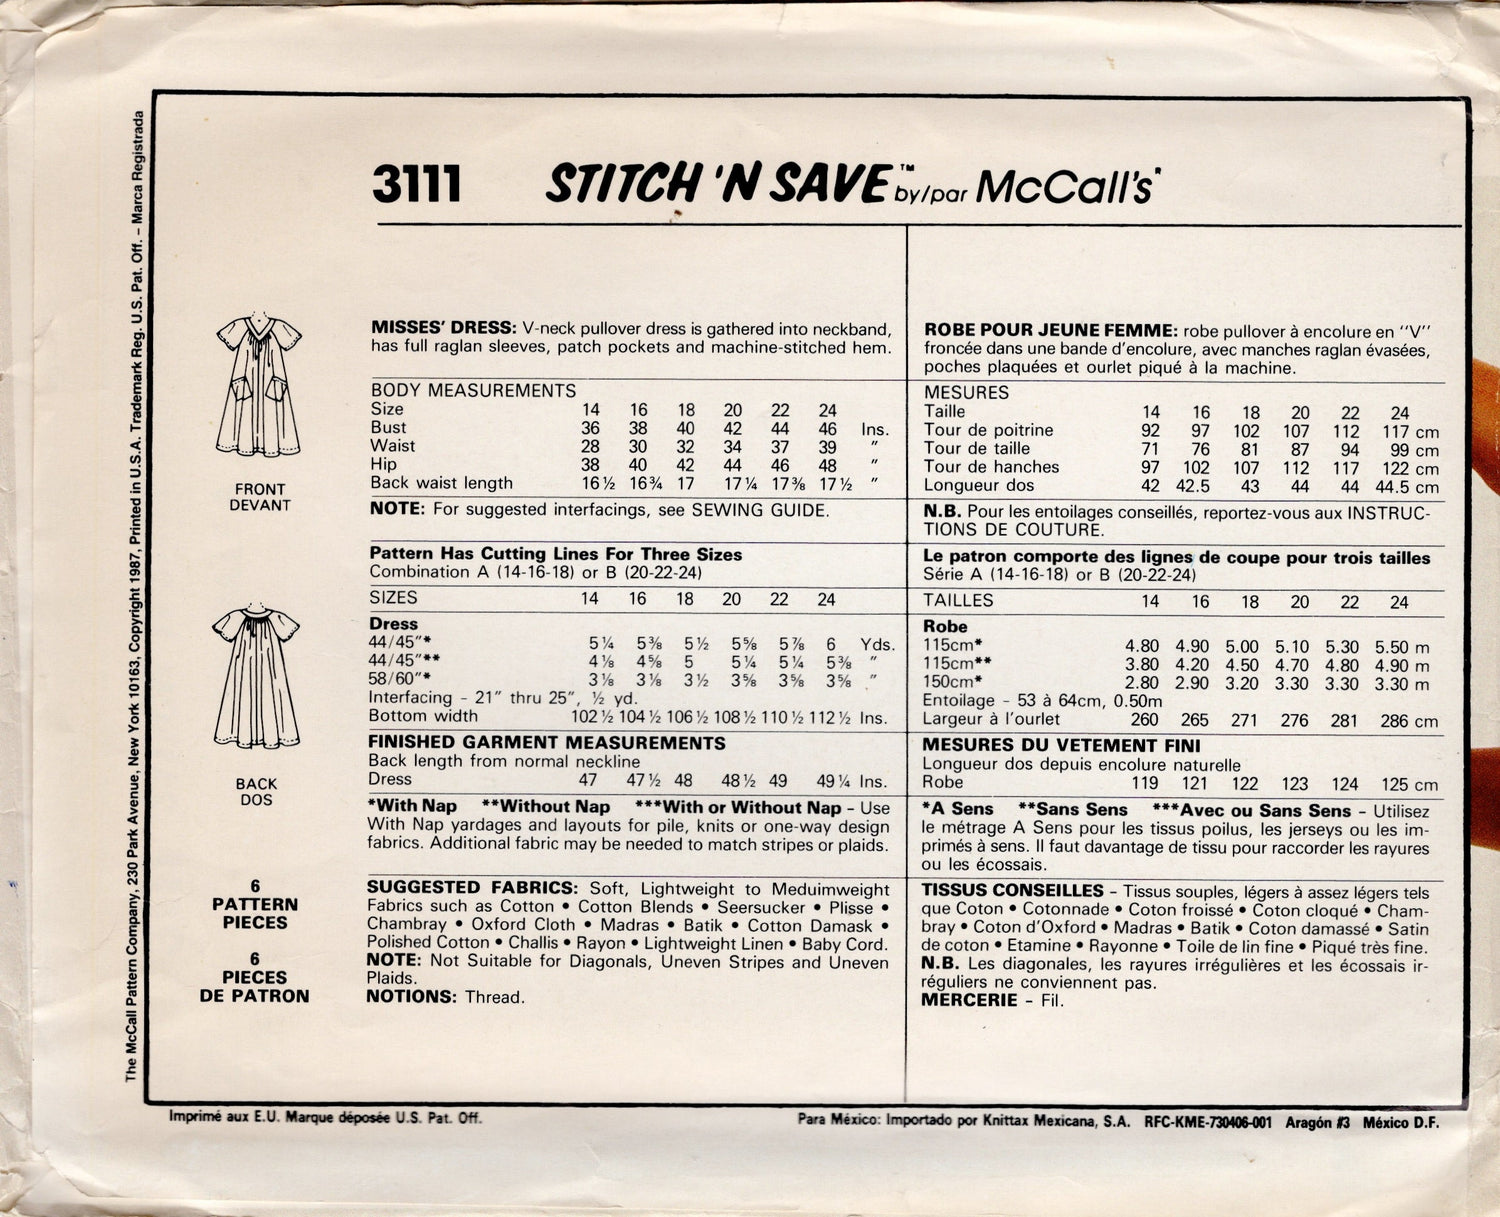 3111 STITCH 'N SAVE™ by/par McCall's*
The McCall Pattern Company, 230 Park Avenue, New York 10163, Copyright 1987, Printed in U.S.A. Trademark Reg. U.S. Pat. Off. – Marca Registrada
FRONT
DEVANT
BACK
DOS
6
PATTERN
PIECES
6
PIECES
DE PATRON
MISSES' DRESS: V-neck pullover dress is gathered into neckband,
has full raglan sleeves, patch pockets and machine-stitched hem.
BODY MEASUREMENTS
Size 14 16 18 20 22 24
Bust 36 38 40 42 44 46 Ins.
Waist 28 30 32 34 37 39 ″
Hip 38 40 42 44 46 48 ″
Back waist length 16½ 16¾ 17 17¼ 17⅜ 17½ ″
NOTE: For suggested interfacings, see SEWING GUIDE.
Pattern Has Cutting Lines For Three Sizes
Combination A (14-16-18) or B (20-22-24)
SIZES 14 16 18 20 22 24
Dress
44/45″* 5¼ 5⅜ 5½ 5⅝ 5⅞ 6 Yds.
44/45″** 4⅛ 4⅝ 5 5¼ 5¼ 5⅜ ″
58/60″* 3⅛ 3⅛ 3½ 3⅝ 3⅝ 3⅝ ″
Interfacing – 21″ thru 25″, ½ yd.
Bottom width 102½ 104½ 106½ 108½ 110½ 112½ Ins.
FINISHED GARMENT MEASUREMENTS
Back length from normal neckline
Dress 47 47½ 48 48½ 49 49¼ Ins.
*With Nap **Without Nap ***With or Without Nap – Use
With Nap yardages and layouts for pile, knits or one-way design
fabrics. Additional fabric may be needed to match stripes or plaids.
SUGGESTED FABRICS: Soft, Lightweight to Meduimweight
Fabrics such as Cotton • Cotton Blends • Seersucker • Plisse •
Chambray • Oxford Cloth • Madras • Batik • Cotton Damask •
Polished Cotton • Challis • Rayon • Lightweight Linen • Baby Cord.
NOTE: Not Suitable for Diagonals, Uneven Stripes and Uneven
Plaids.
NOTIONS: Thread.
ROBE POUR JEUNE FEMME: robe pullover à encolure en ″V″
froncée dans une bande d'encolure, avec manches raglan évasées,
poches plaquées et ourlet piqué à la machine.
MESURES
Taille 14 16 18 20 22 24
Tour de poitrine 92 97 102 107 112 117 cm
Tour de taille 71 76 81 87 94 99 cm
Tour de hanches 97 102 107 112 117 122 cm
Longueur dos 42 42.5 43 44 44 44.5 cm
N.B. Pour les entoilages conseillés, reportez-vous aux INSTRUC-
TIONS DE COUTURE.
Le patron comporte des lignes de coupe pour trois tailles
Série A (14-16-18) or B (20-22-24)
TAILLES 14 16 18 20 22 24
Robe
115cm* 4.80 4.90 5.00 5.10 5.30 5.50 m
115cm** 3.80 4.20 4.50 4.70 4.80 4.90 m
150cm* 2.80 2.90 3.20 3.30 3.30 3.30 m
Entoilage – 53 à 64cm, 0.50m
Largeur à l'ourlet 260 265 271 276 281 286 cm
MESURES DU VETEMENT FINI
Longueur dos depuis encolure naturelle
Robe 119 121 122 123 124 125 cm
*A Sens **Sans Sens ***Avec ou Sans Sens – Utilisez
le métrage A Sens pour les tissus poilus, les jerseys ou les im-
primés à sens. Il faut davantage de tissu pour raccorder les rayures
ou les écossais.
TISSUS CONSEILLES – Tissus souples, légers à assez légers tels
que Coton • Cotonnade • Coton froissé • Coton cloqué • Cham-
bray • Coton d'Oxford • Madras • Batik • Coton damassé • Satin
de coton • Etamine • Rayonne • Toile de lin fine • Piqué très fine.
N.B. Les diagonales, les rayures irrégulières et les écossais ir-
réguliers ne conviennent pas.
MERCERIE – Fil.
Imprimé aux E.U. Marque déposée U.S. Pat. Off.
Para México: Importado por Knittax Mexicana, S.A. RFC-KME-730406-001 Aragón #3 México D.F.